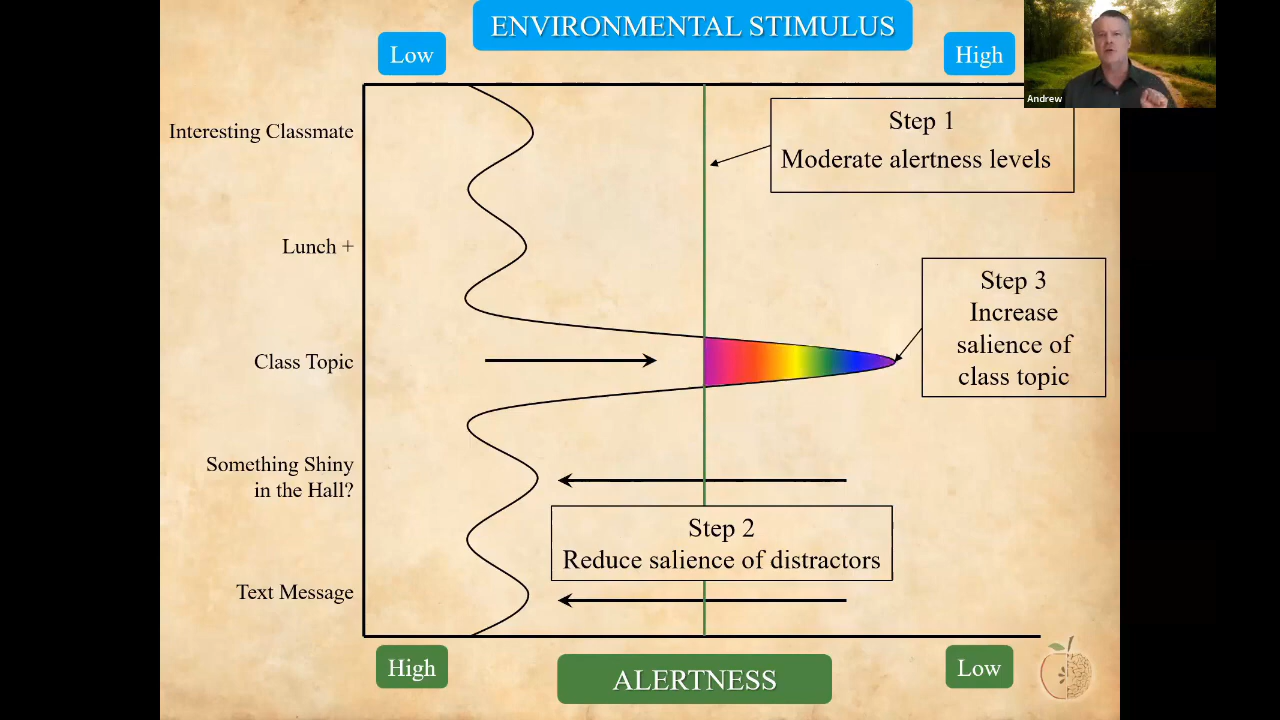 ENVIRONMENTAL STIMULUS
Low
High
Andrew
Interesting Classmate
Step 1
Moderate alertness levels
Lunch +
Step 3
Increase
salience of
class topic
Class Topic
Something Shiny
in the Hall?
Step 2
Reduce salience of distractors
Text Message
High
ALERTNESS
Low